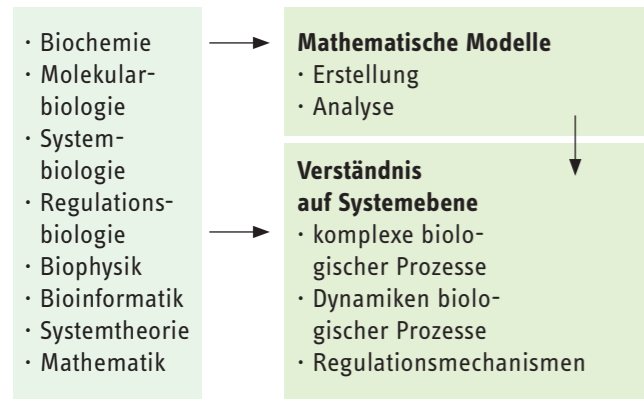 · Biochemie
· Molekular-
biologie
· System-
biologie
· Regulations-
biologie
· Biophysik
· Bioinformatik
· Systemtheorie
· Mathematik
Mathematische Modelle
· Erstellung
· Analyse
Verständnis
auf Systemebene
· komplexe biolo-
gischer Prozesse
· Dynamiken biolo-
gischer Prozesse
· Regulationsmechanismen